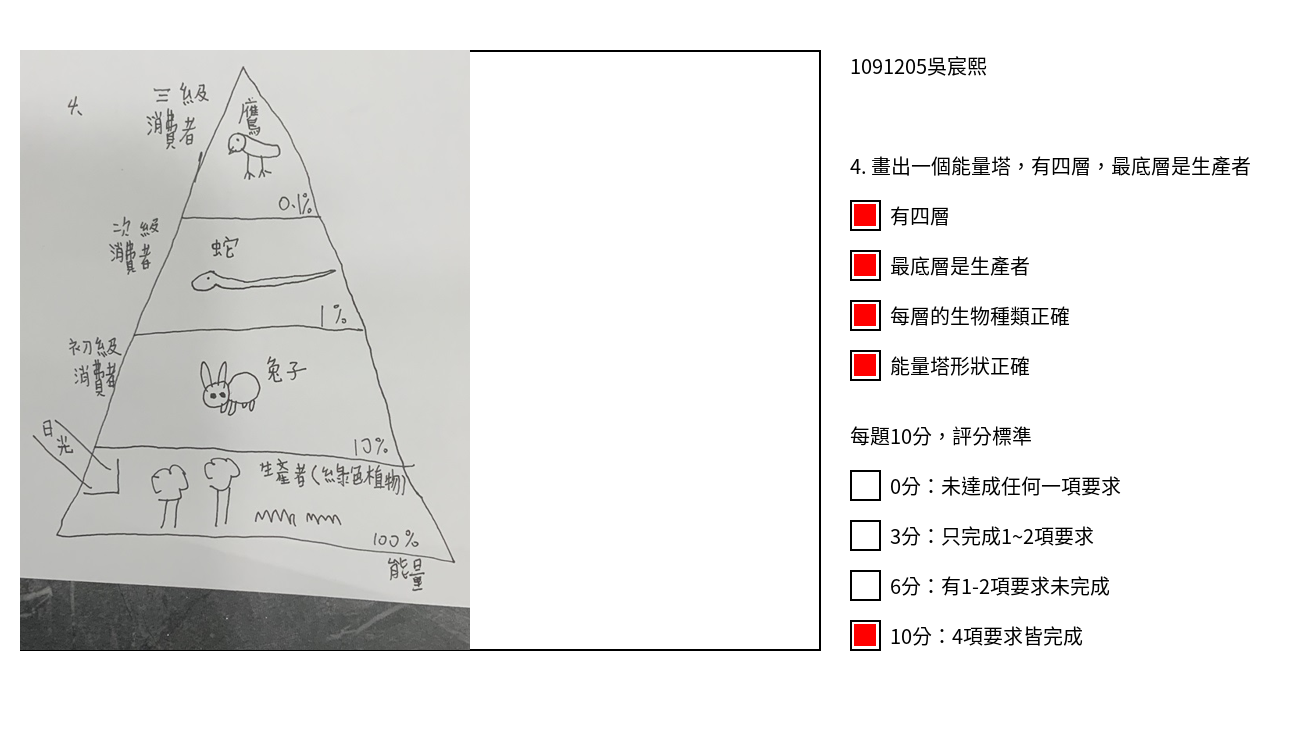 4、
三級
消費者
鷹
0.1%
次級
消費者
蛇
1%
初級
消費者
兔子
10%
日光
生產者(綠色植物)
100%
能量
1091205吳宸熙
4. 畫出一個能量塔，有四層，最底層是生產者
有四層
最底層是生產者
每層的生物種類正確
能量塔形狀正確
每題10分，評分標準
0分：未達成任何一項要求
3分：只完成1~2項要求
6分：有1-2項要求未完成
10分：4項要求皆完成